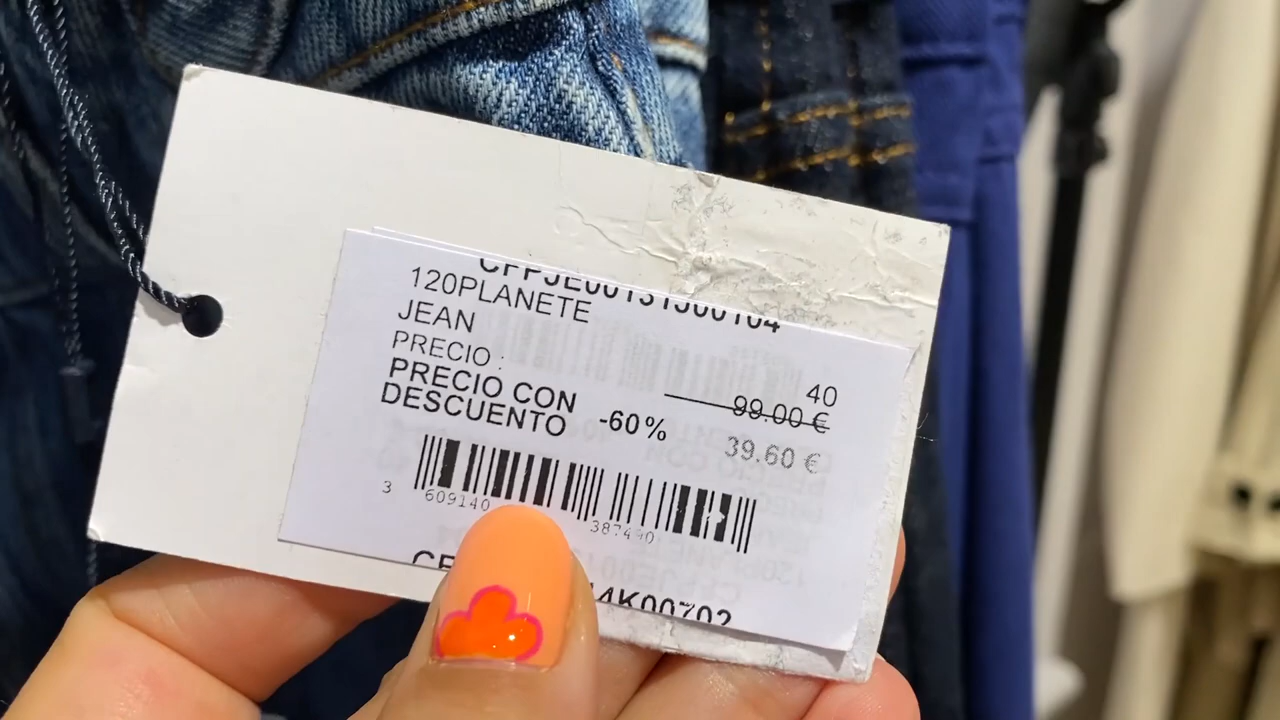 120PLANETE
JEAN
40
PRECIO : 99.00 €
PRECIO CON
DESCUENTO -60% 39.60 €
3 609140 387490